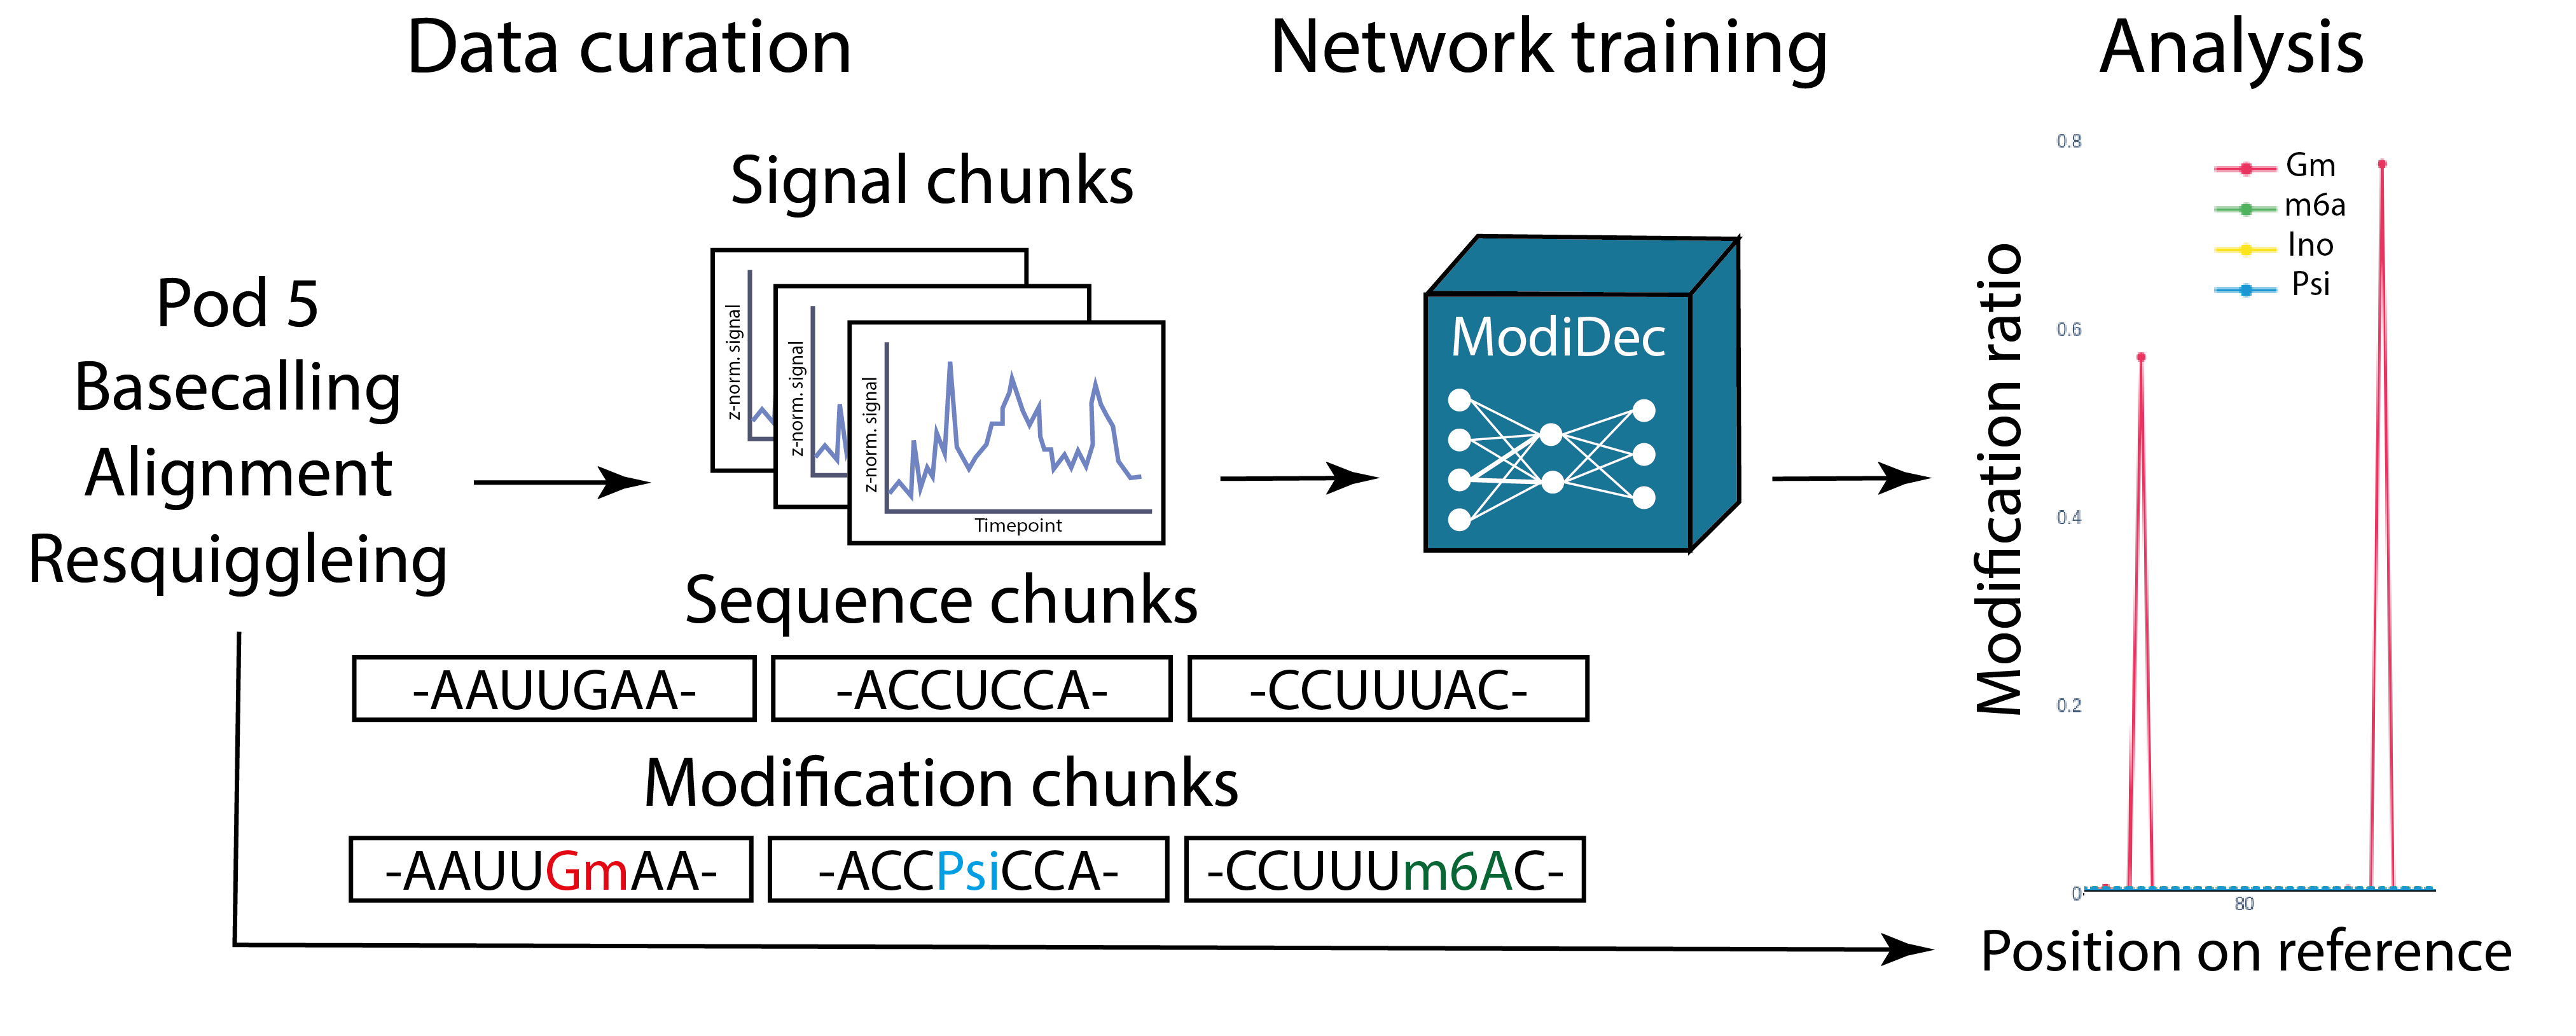 Data curation
Network training
Analysis
Pod 5
Basecalling
Alignment
Resquiggleing
Signal chunks
z-norm. signal
z-norm. signal
z-norm. signal
Timepoint
Sequence chunks
-AAUUGAA-
-ACCUCCA-
-CCUUUAC-
Modification chunks
-AAUUGmAA-
-ACCPsiCCA-
-CCUUUm6AC-
ModiDec
Modification ratio
0.8
0.6
0.4
0.2
0
Gm
m6a
Ino
Psi
80
Position on reference